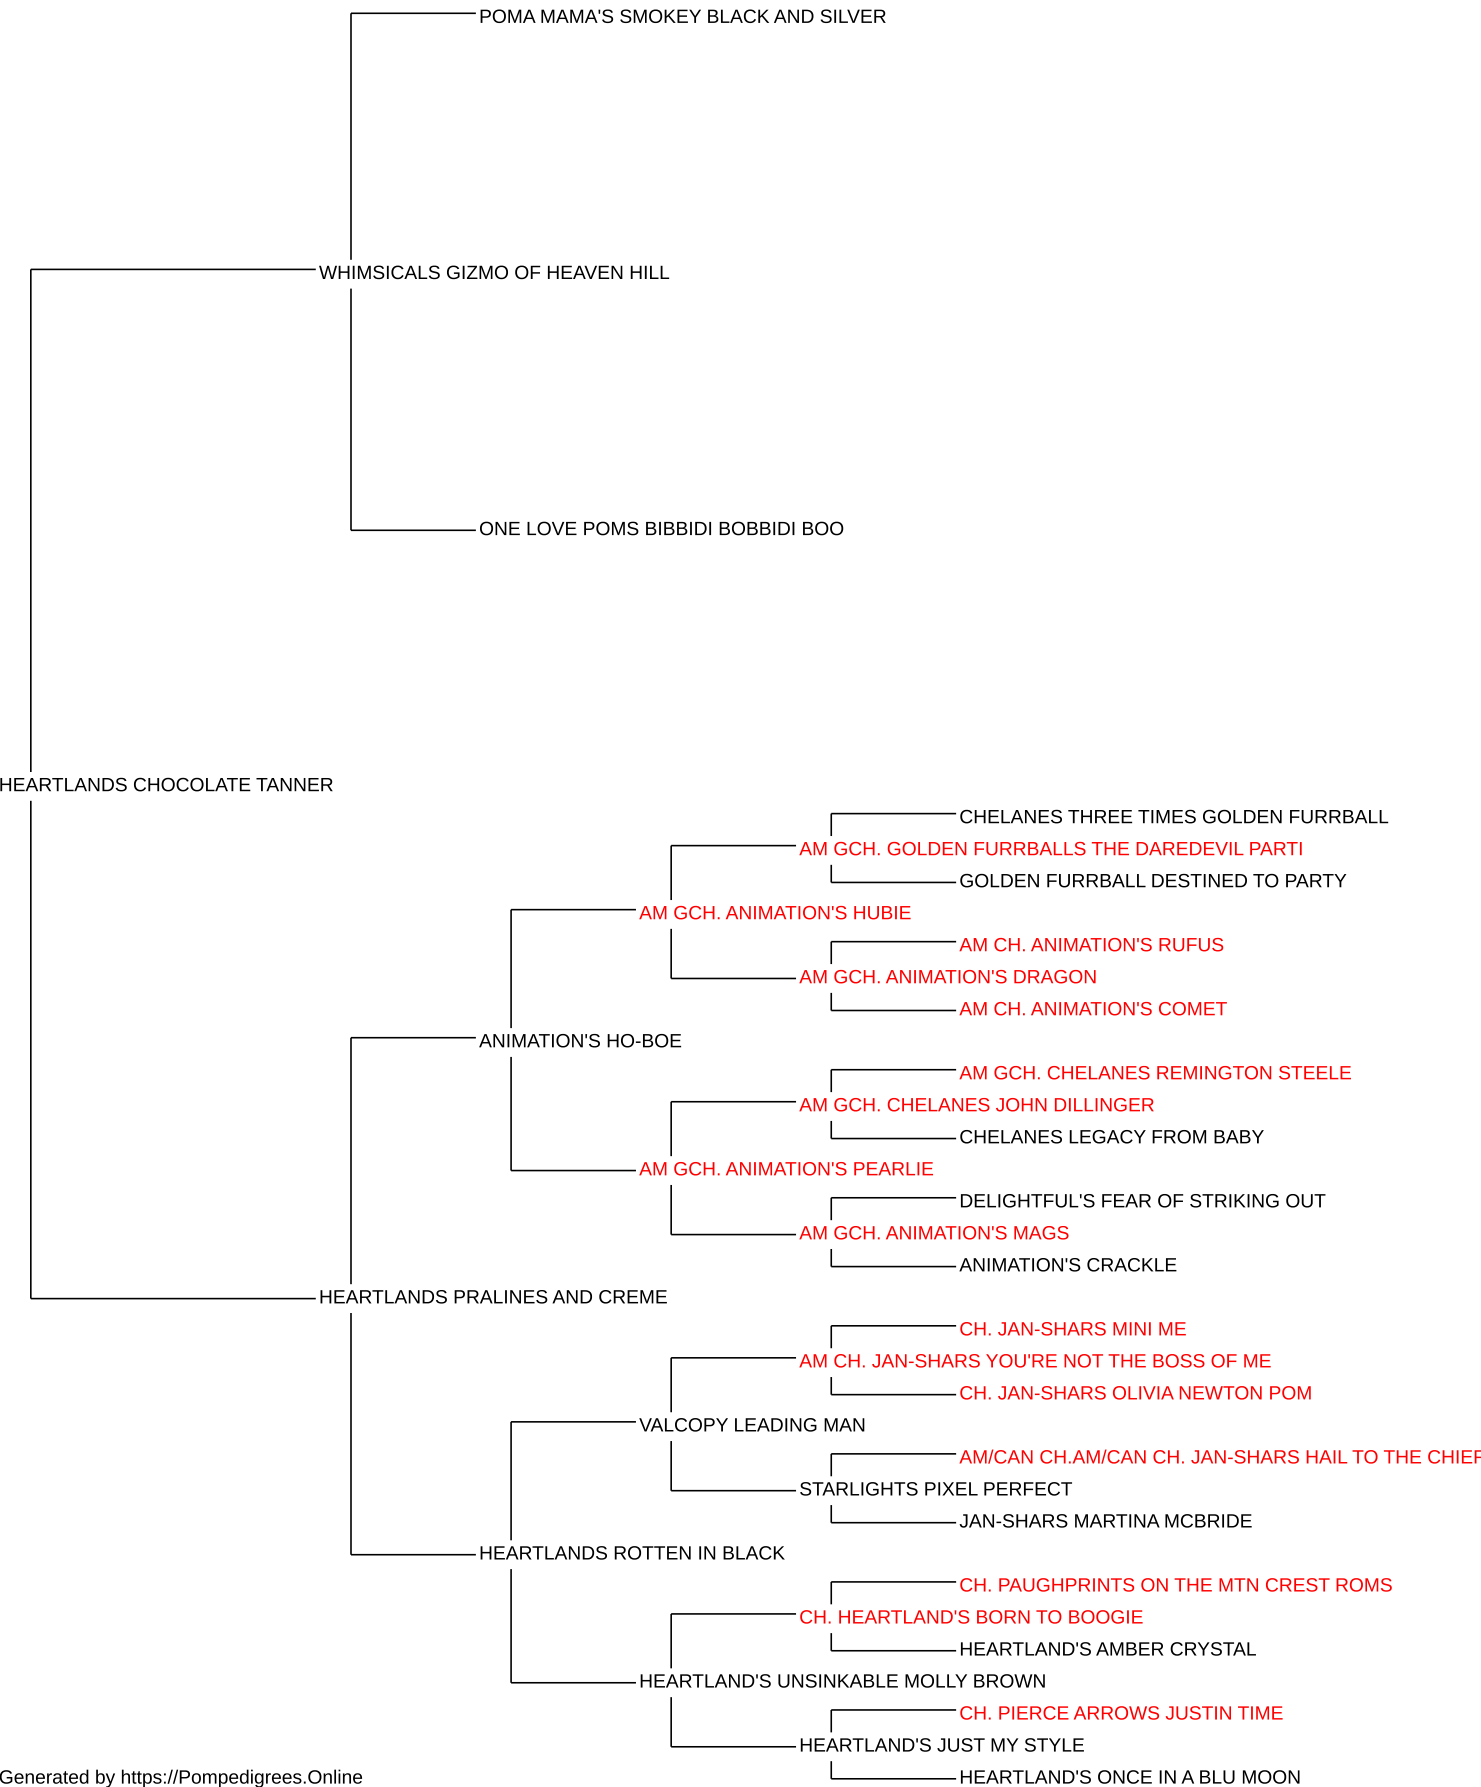 POMA MAMA'S SMOKEY BLACK AND SILVER
WHIMSICALS GIZMO OF HEAVEN HILL
ONE LOVE POMS BIBBIDI BOBBIDI BOO
HEARTLANDS CHOCOLATE TANNER
CHELANES THREE TIMES GOLDEN FURRBALL
AM GCH. GOLDEN FURRBALLS THE DAREDEVIL PARTI
GOLDEN FURRBALL DESTINED TO PARTY
AM GCH. ANIMATION'S HUBIE
AM CH. ANIMATION'S RUFUS
AM GCH. ANIMATION'S DRAGON
AM CH. ANIMATION'S COMET
ANIMATION'S HO-BOE
AM GCH. CHELANES REMINGTON STEELE
AM GCH. CHELANES JOHN DILLINGER
CHELANES LEGACY FROM BABY
AM GCH. ANIMATION'S PEARLIE
DELIGHTFUL'S FEAR OF STRIKING OUT
AM GCH. ANIMATION'S MAGS
ANIMATION'S CRACKLE
HEARTLANDS PRALINES AND CREME
CH. JAN-SHARS MINI ME
AM CH. JAN-SHARS YOU'RE NOT THE BOSS OF ME
CH. JAN-SHARS OLIVIA NEWTON POM
VALCOPY LEADING MAN
AM/CAN CH.AM/CAN CH. JAN-SHARS HAIL TO THE CHIEF
STARLIGHTS PIXEL PERFECT
JAN-SHARS MARTINA MCBRIDE
HEARTLANDS ROTTEN IN BLACK
CH. PAUGHPRINTS ON THE MTN CREST ROMS
CH. HEARTLAND'S BORN TO BOOGIE
HEARTLAND'S AMBER CRYSTAL
HEARTLAND'S UNSINKABLE MOLLY BROWN
CH. PIERCE ARROWS JUSTIN TIME
HEARTLAND'S JUST MY STYLE
HEARTLAND'S ONCE IN A BLU MOON
Generated by https://Pompedigrees.Online